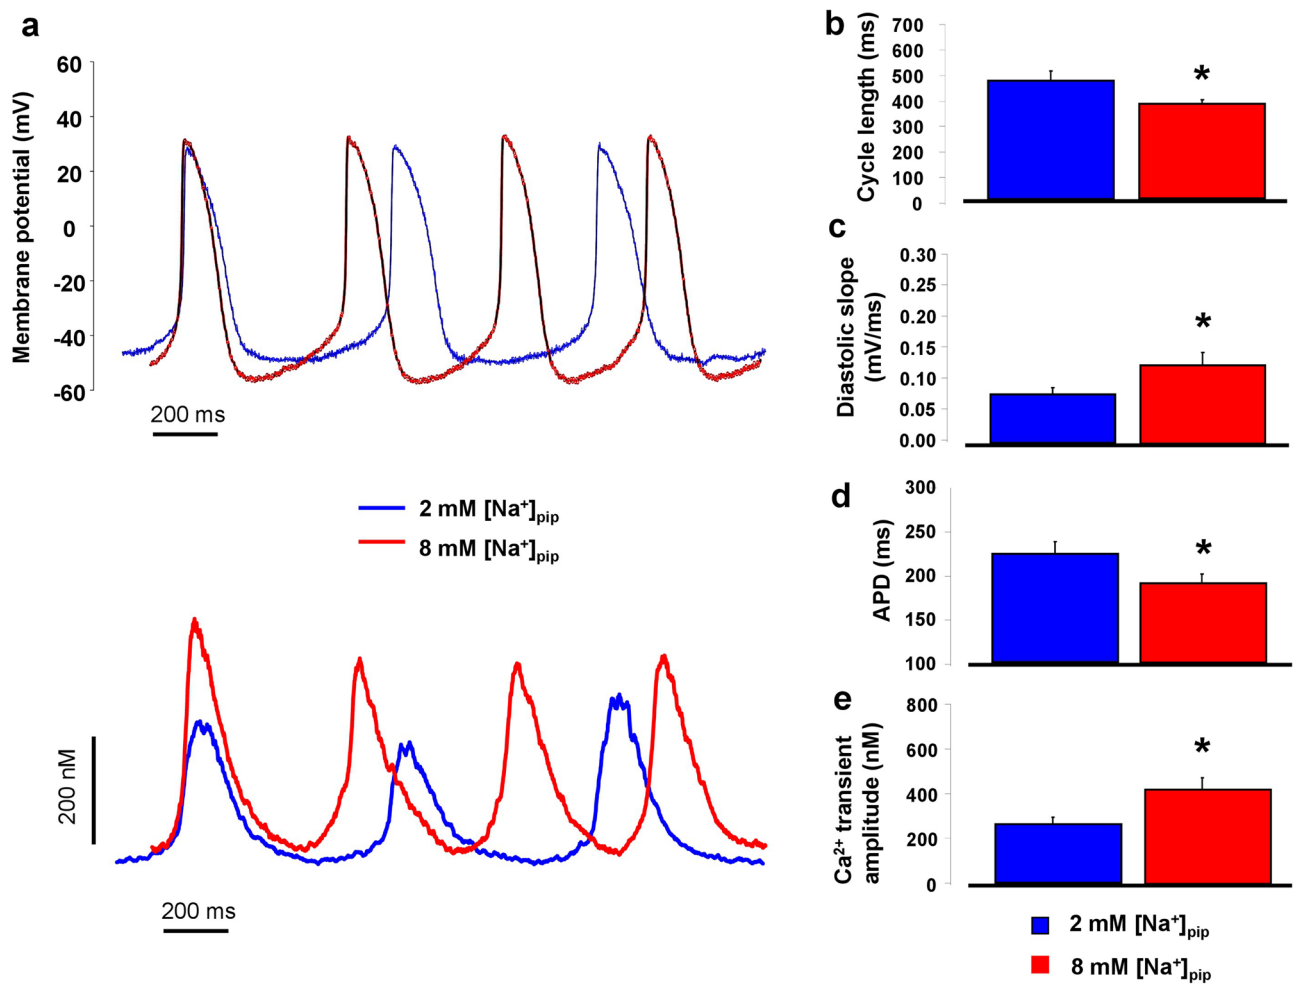 a
Membrane potential (mV)
60
40
20
0
-20
-40
-60
200 ms
2 mM [Na⁺]pip
8 mM [Na⁺]pip
200 nM
200 ms
b
Cycle length (ms)
700
600
500
400
300
200
100
0
*
c
Diastolic slope
(mV/ms)
0.30
0.25
0.20
0.15
0.10
0.05
0.00
*
d
APD (ms)
300
250
200
150
100
*
e
Ca²⁺ transient
amplitude (nM)
800
600
400
200
0
*
2 mM [Na⁺]pip
8 mM [Na⁺]pip